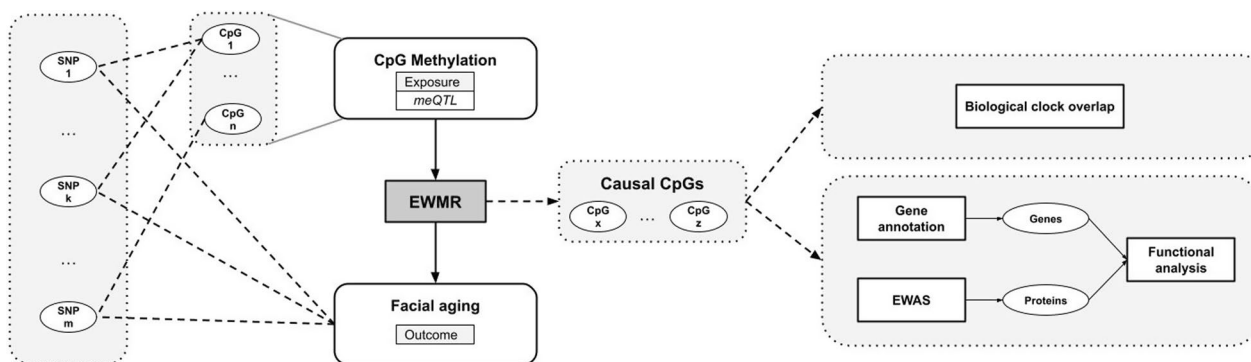 SNP
1
...
SNP
k
...
SNP
m
CpG
1
...
CpG
n
CpG Methylation
Exposure
meQTL
EWMR
Facial aging
Outcome
Causal CpGs
CpG
x
...
CpG
z
Biological clock overlap
Gene
annotation
Genes
EWAS
Proteins
Functional
analysis